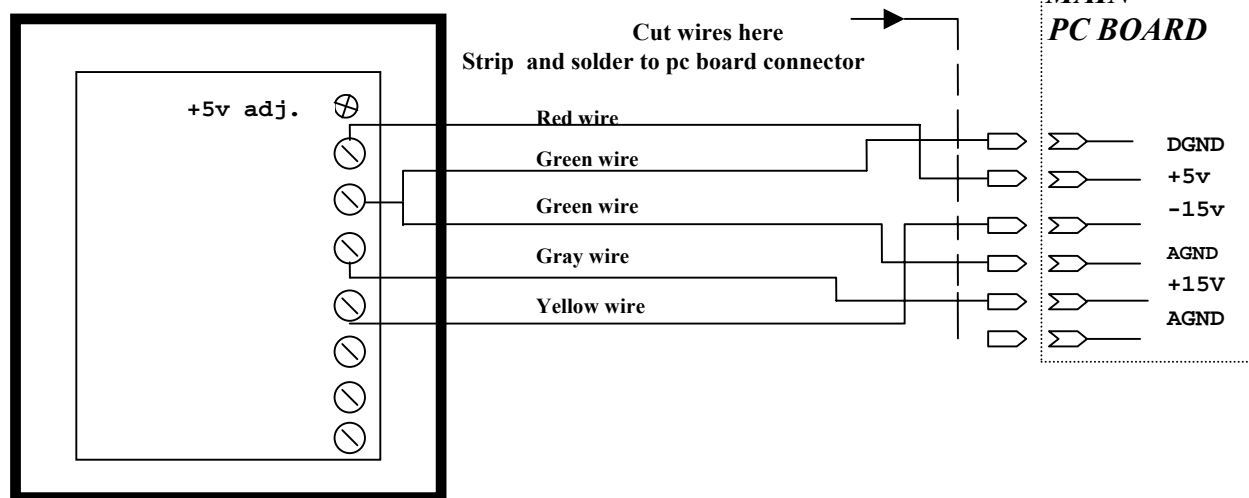 MAIN
PC BOARD
Cut wires here
Strip and solder to pc board connector
+5v adj.
Red wire
Green wire
Green wire
Gray wire
Yellow wire
DGND
+5v
-15v
AGND
+15V
AGND